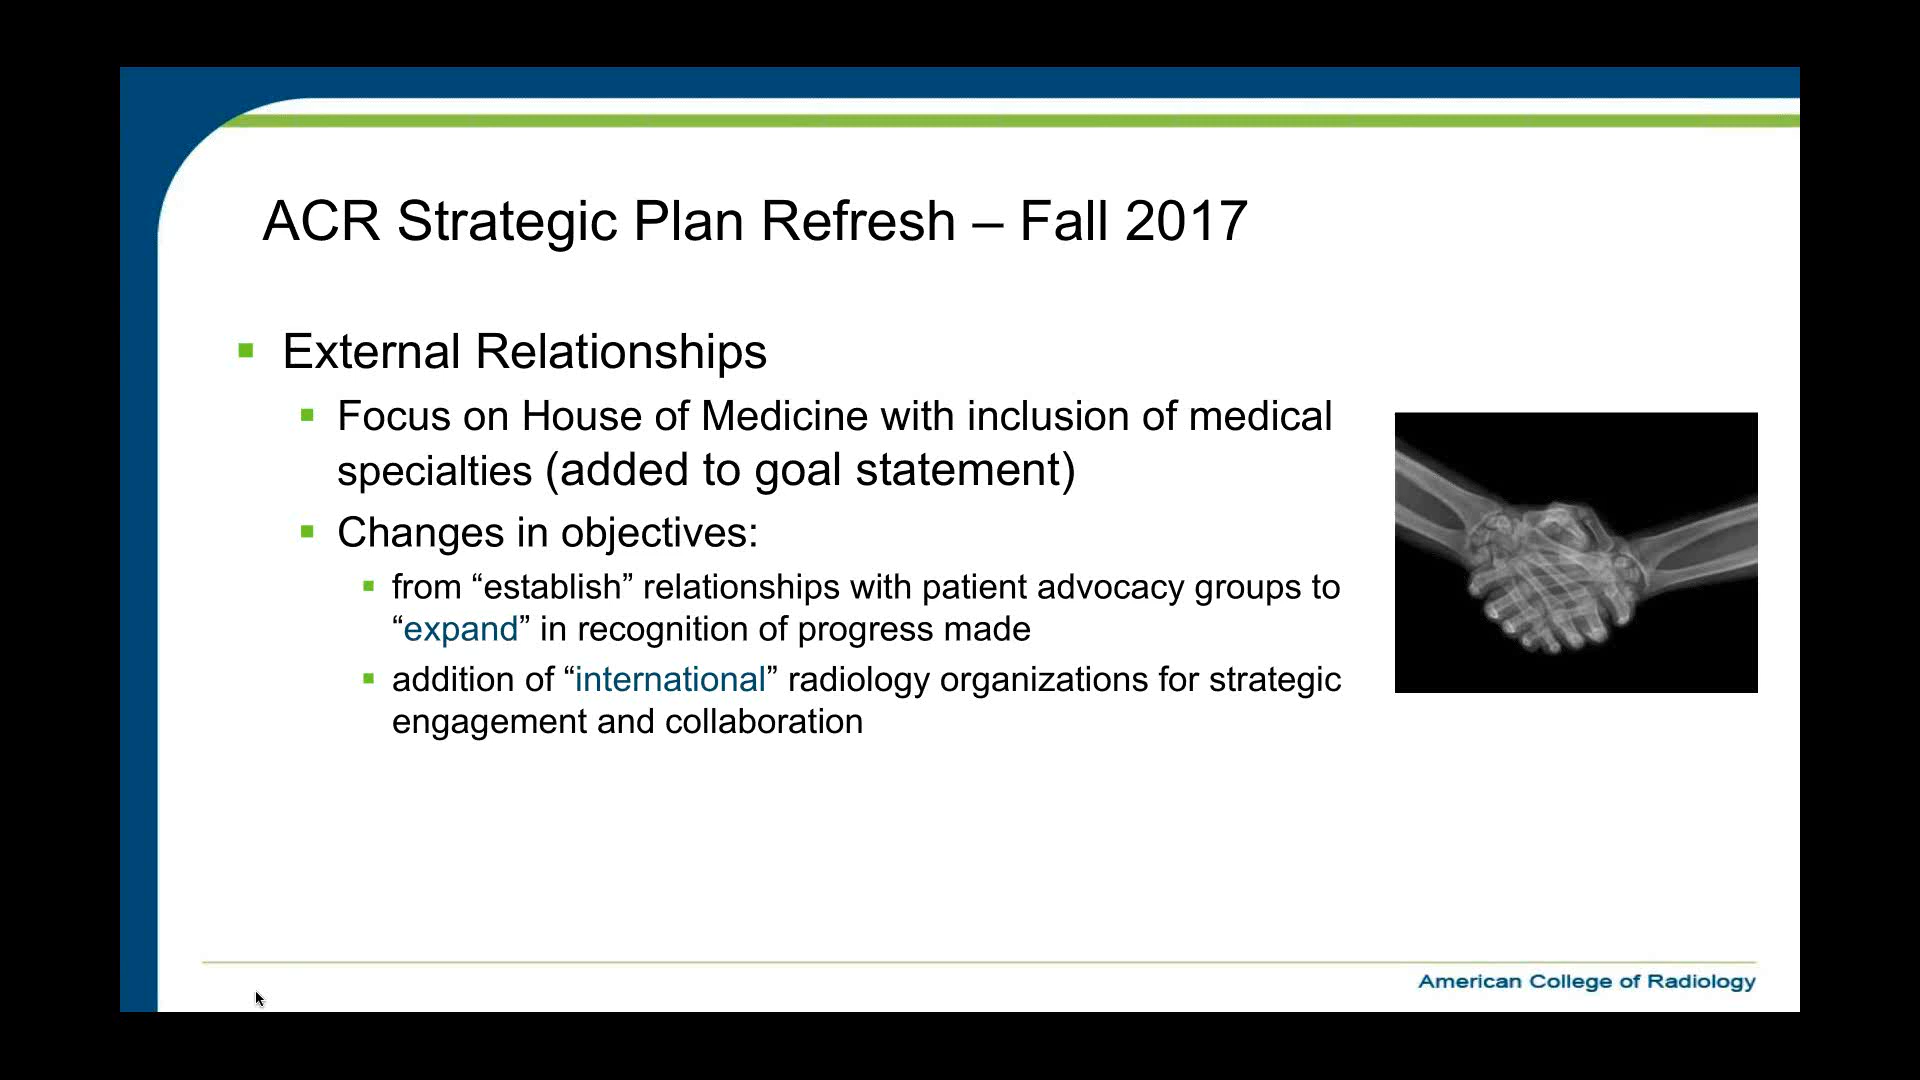 ACR Strategic Plan Refresh – Fall 2017
External Relationships
Focus on House of Medicine with inclusion of medical
specialties (added to goal statement)
Changes in objectives:
from “establish” relationships with patient advocacy groups to
“expand” in recognition of progress made
addition of “international” radiology organizations for strategic
engagement and collaboration
American College of Radiology